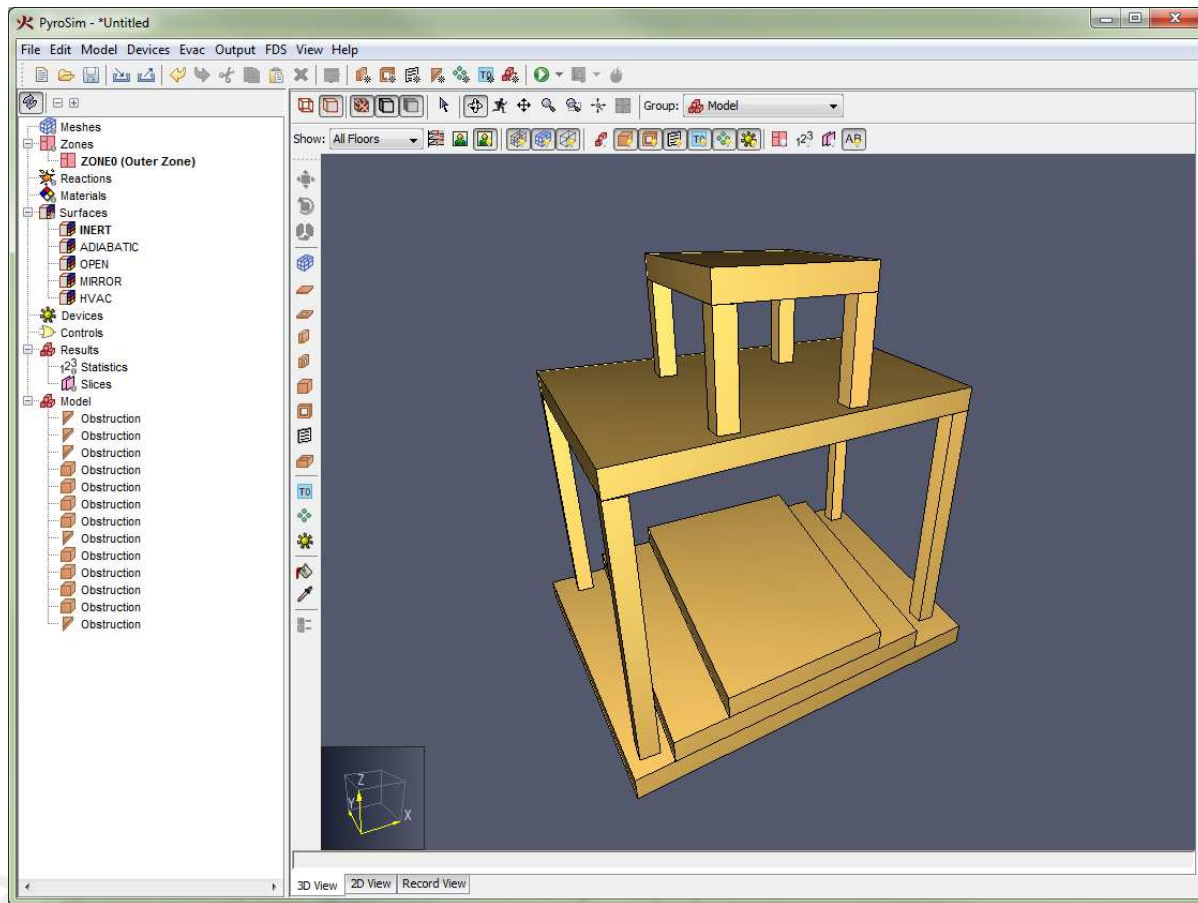 PyroSim - *Untitled
File Edit Model Devices Evac Output FDS View Help
Group: Model
Show: All Floors
Meshes
Zones
ZONE0 (Outer Zone)
Reactions
Materials
Surfaces
INERT
ADIABATIC
OPEN
MIRROR
HVAC
Devices
Controls
Results
Statistics
Slices
Model
Obstruction
Obstruction
Obstruction
Obstruction
Obstruction
Obstruction
Obstruction
Obstruction
Obstruction
Obstruction
Obstruction
Obstruction
Obstruction
Z
Y
X
3D View 2D View Record View